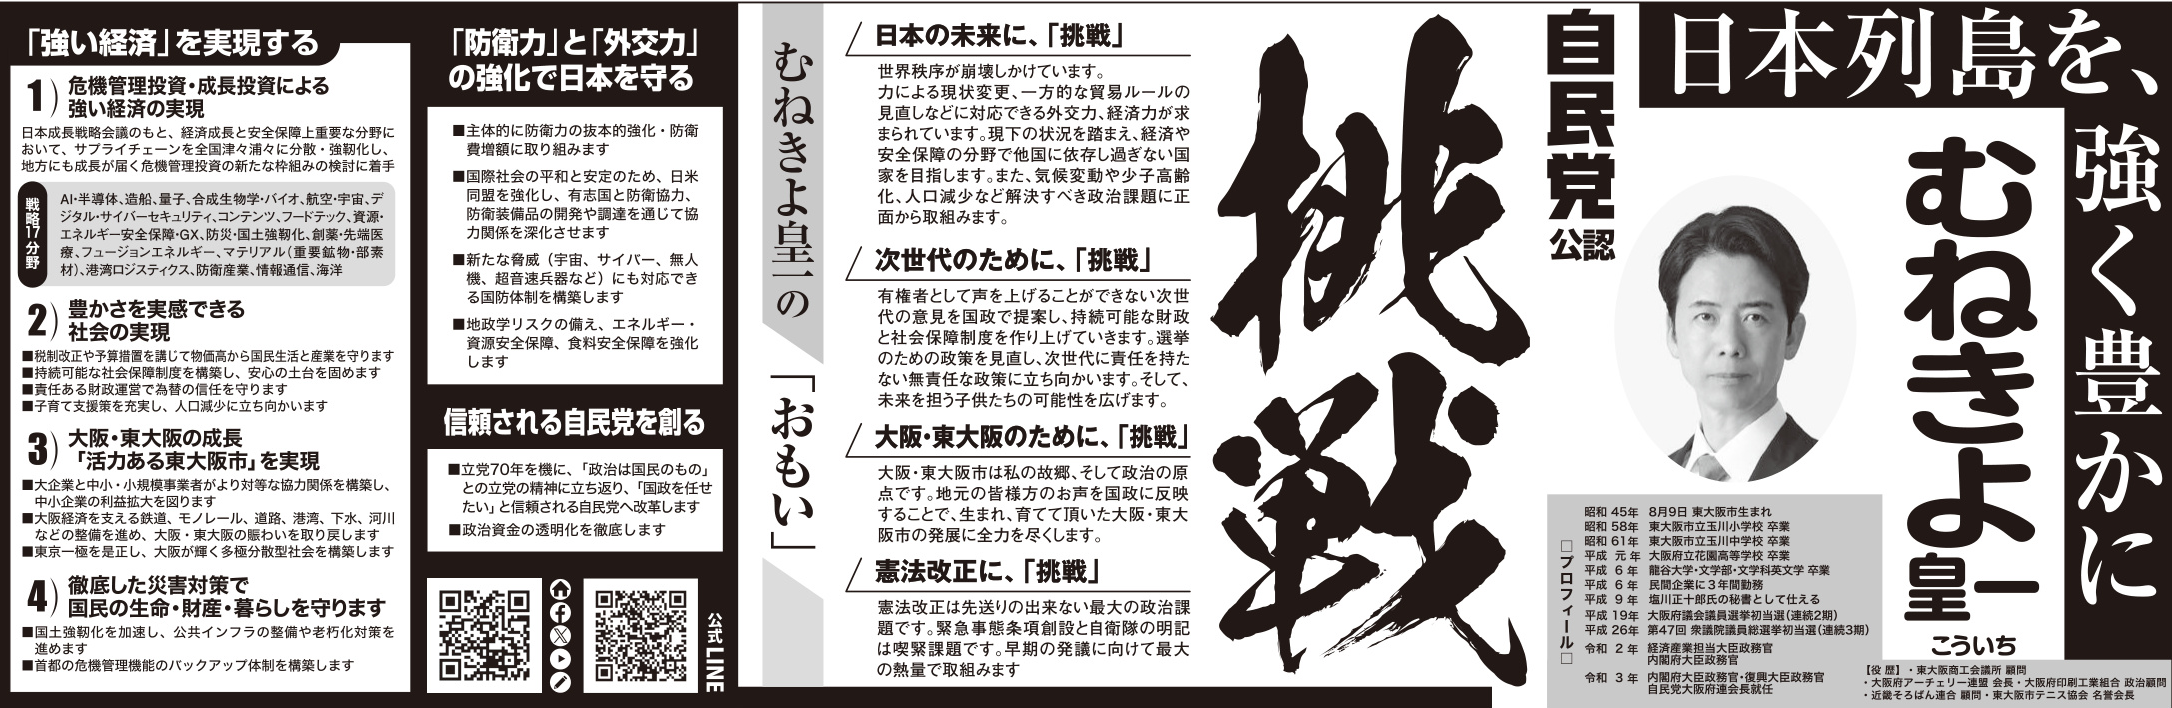 日本列島を、強く豊かに
自民党
公認
むねきよ
皇一
こういち
□プロフィール□
昭和 45年 8月9日 東大阪市生まれ
昭和 58年 東大阪市立玉川小学校 卒業
昭和 61年 東大阪市立玉川中学校 卒業
平成 元年 大阪府立花園高等学校 卒業
平成 6年 龍谷大学・文学部・文学科英文学 卒業
平成 6年 民間企業に3年間勤務
平成 9年 塩川正十郎氏の秘書として仕える
平成 19年 大阪府議会議員選挙初当選(連続2期)
平成 26年 第47回 衆議院議員総選挙初当選(連続3期)
令和 2年 経済産業担当大臣政務官
内閣府大臣政務官
令和 3年 内閣府大臣政務官・復興大臣政務官
自民党大阪府連会長就任
【役 歴】・東大阪商工会議所 顧問
・大阪府アーチェリー連盟 会長・大阪府印刷工業組合 政治顧問
・近畿そろばん連合 顧問・東大阪市テニス協会 名誉会長
挑戦
むねきよ皇一の
「おもい」
日本の未来に、「挑戦」
世界秩序が崩壊しかけています。
力による現状変更、一方的な貿易ルールの
見直しなどに対応できる外交力、経済力が求
められています。現下の状況を踏まえ、経済や
安全保障の分野で他国に依存し過ぎない国
家を目指します。また、気候変動や少子高齢
化、人口減少など解決すべき政治課題に正
面から取組みます。
次世代のために、「挑戦」
有権者として声を上げることができない次世
代の意見を国政で提案し、持続可能な財政
と社会保障制度を作り上げていきます。選挙
のための政策を見直し、次世代に責任を持た
ない無責任な政策に立ち向かいます。そして、
未来を担う子供たちの可能性を広げます。
大阪・東大阪のために、「挑戦」
大阪・東大阪市は私の故郷、そして政治の原
点です。地元の皆様方のお声を国政に反映
することで、生まれ、育てて頂いた大阪・東大
阪市の発展に全力を尽くします。
憲法改正に、「挑戦」
憲法改正は先送りの出来ない最大の政治課
題です。緊急事態条項創設と自衛隊の明記
は喫緊課題です。早期の発議に向けて最大
の熱量で取組みます
「防衛力」と「外交力」
の強化で日本を守る
■主体的に防衛力の抜本的強化・防衛
費増額に取り組みます
■国際社会の平和と安定のため、日米
同盟を強化し、有志国と防衛協力、
防衛装備品の開発や調達を通じて協
力関係を深化させます
■新たな脅威(宇宙、サイバー、無人
機、超音速兵器など)にも対応でき
る国防体制を構築します
■地政学リスクの備え、エネルギー・
資源安全保障、食料安全保障を強化
します
信頼される自民党を創る
■立党70年を機に、「政治は国民のもの」
との立党の精神に立ち返り、「国政を任せ
たい」と信頼される自民党へ改革します
■政治資金の透明化を徹底します
公式LINE
「強い経済」を実現する
1) 危機管理投資・成長投資による
強い経済の実現
日本成長戦略会議のもと、経済成長と安全保障上重要な分野に
おいて、サプライチェーンを全国津々浦々に分散・強靭化し、
地方にも成長が届く危機管理投資の新たな枠組みの検討に着手
戦略17分野
AI・半導体、造船、量子、合成生物学・バイオ、航空・宇宙、デ
ジタル・サイバーセキュリティ、コンテンツ、フードテック、資源・
エネルギー安全保障・GX、防災・国土強靭化、創薬・先端医
療、フュージョンエネルギー、マテリアル(重要鉱物・部素
材)、港湾ロジスティクス、防衛産業、情報通信、海洋
2) 豊かさを実感できる
社会の実現
■税制改正や予算措置を講じて物価高から国民生活と産業を守ります
■持続可能な社会保障制度を構築し、安心の土台を固めます
■責任ある財政運営で為替の信任を守ります
■子育て支援策を充実し、人口減少に立ち向かいます
3) 大阪・東大阪の成長
「活力ある東大阪市」を実現
■大企業と中小・小規模事業者がより対等な協力関係を構築し、
中小企業の利益拡大を図ります
■大阪経済を支える鉄道、モノレール、道路、港湾、下水、河川
などの整備を進め、大阪・東大阪の賑わいを取り戻します
■東京一極を是正し、大阪が輝く多極分散型社会を構築します
4) 徹底した災害対策で
国民の生命・財産・暮らしを守ります
■国土強靭化を加速し、公共インフラの整備や老朽化対策を
進めます
■首都の危機管理機能のバックアップ体制を構築します